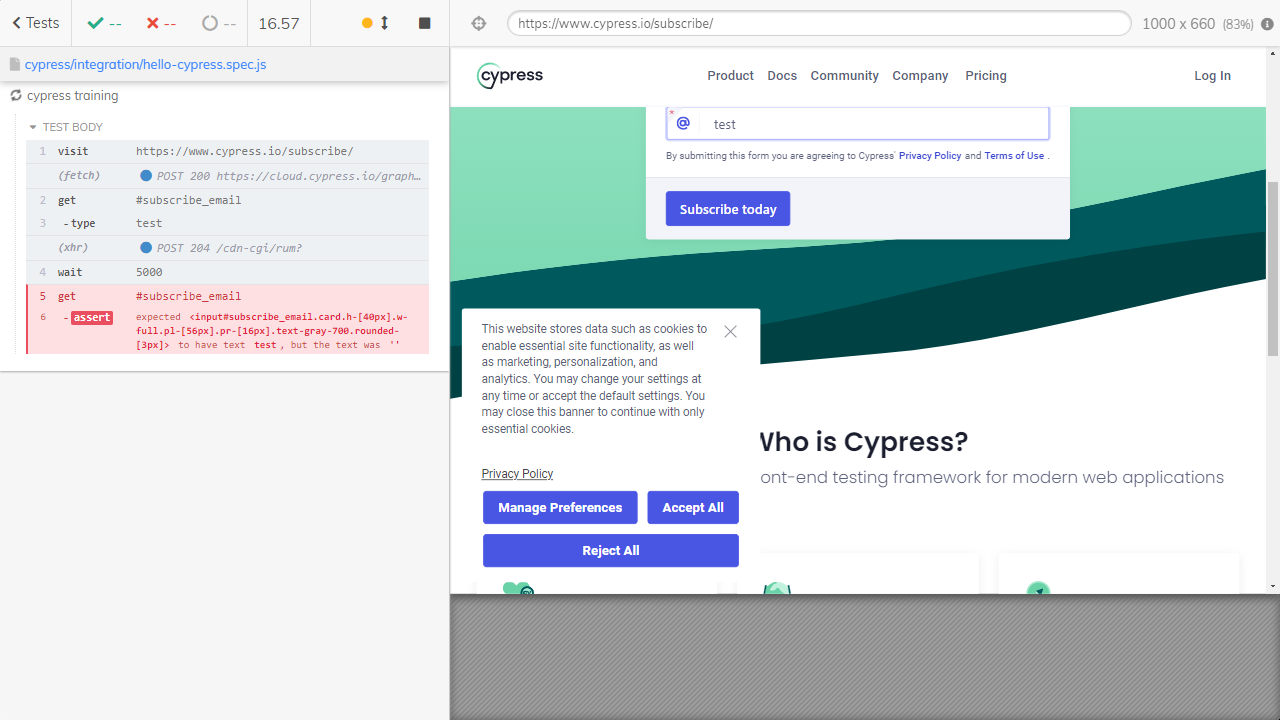 Tests
--
--
--
16.57
https://www.cypress.io/subscribe/
1000 x 660 (83%)
cypress/integration/hello-cypress.spec.js
cypress training
TEST BODY
1 visit https://www.cypress.io/subscribe/
(fetch) POST 200 https://cloud.cypress.io/graph…
2 get #subscribe_email
3 -type test
(xhr) POST 204 /cdn-cgi/rum?
4 wait 5000
5 get #subscribe_email
6 -assert expected <input#subscribe_email.card.h-[40px].w-
full.pl-[56px].pr-[16px].text-gray-700.rounded-
[3px]> to have text test, but the text was ''
cypress
Product Docs Community Company Pricing Log In
* @ test
By submitting this form you are agreeing to Cypress' Privacy Policy and Terms of Use .
Subscribe today
This website stores data such as cookies to
enable essential site functionality, as well
as marketing, personalization, and
analytics. You may change your settings at
any time or accept the default settings. You
may close this banner to continue with only
essential cookies.
Privacy Policy
Manage Preferences Accept All
Reject All
Who is Cypress?
ont-end testing framework for modern web applications